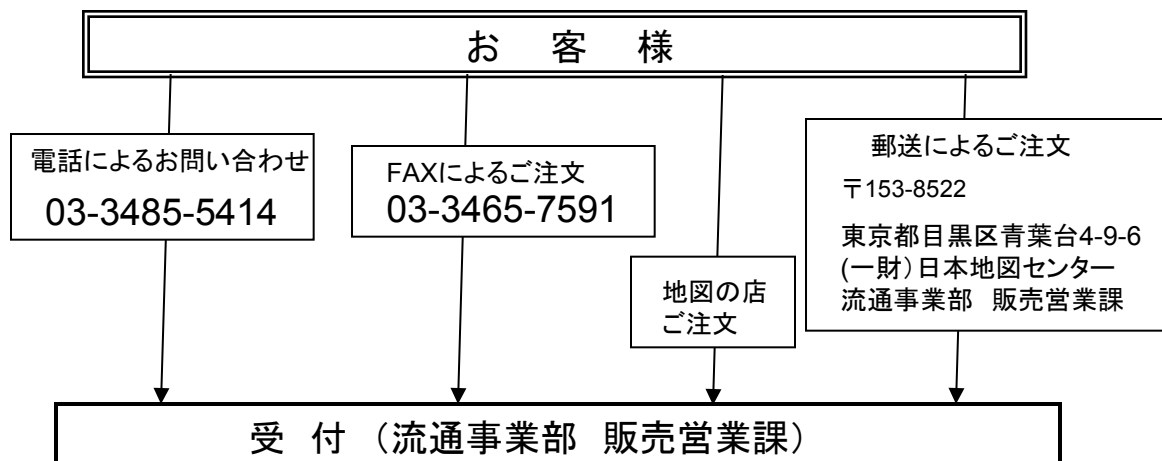 お 客 様
電話によるお問い合わせ
03-3485-5414
FAXによるご注文
03-3465-7591
地図の店
ご注文
郵送によるご注文
〒153-8522
東京都目黒区青葉台4-9-6
(一財)日本地図センター
流通事業部 販売営業課
受 付 (流通事業部 販売営業課)